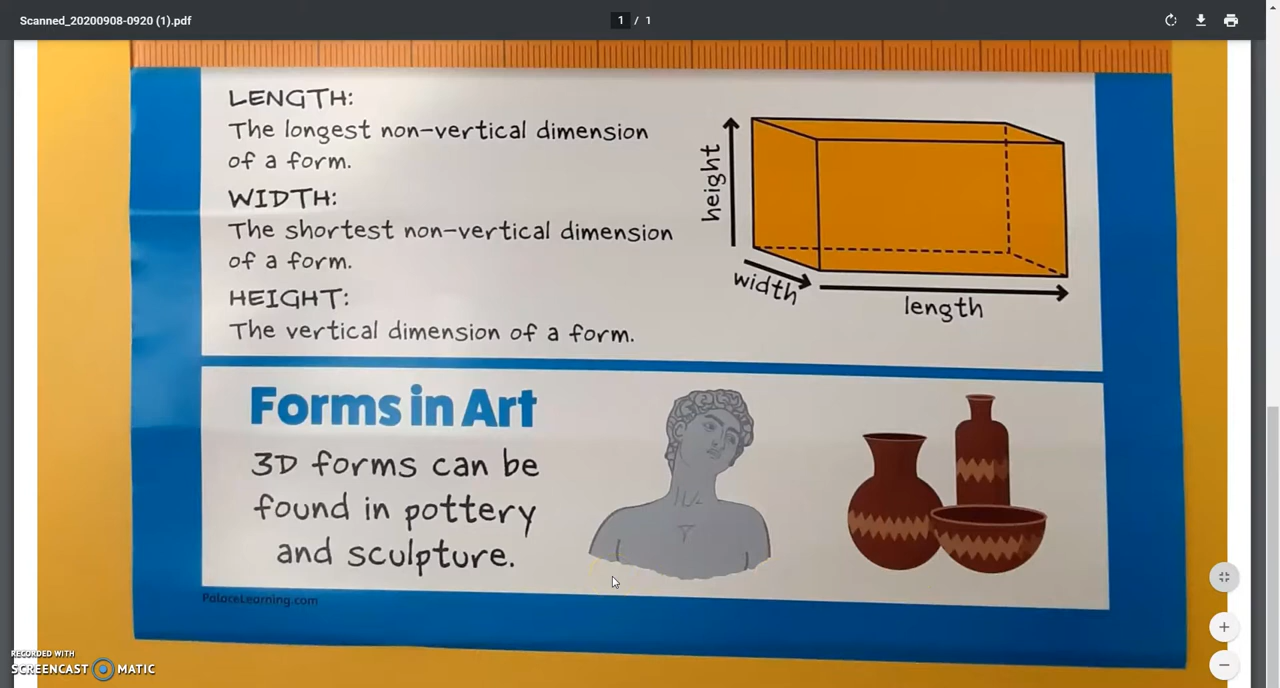 Scanned_20200908-0920 (1).pdf
1 / 1
LENGTH:
The longest non-vertical dimension
of a form.
WIDTH:
The shortest non-vertical dimension
of a form.
HEIGHT:
The vertical dimension of a form.
height
width
length
Forms in Art
3D forms can be
found in pottery
and sculpture.
PalaceLearning.com
RECORDED WITH
SCREENCAST MATIC